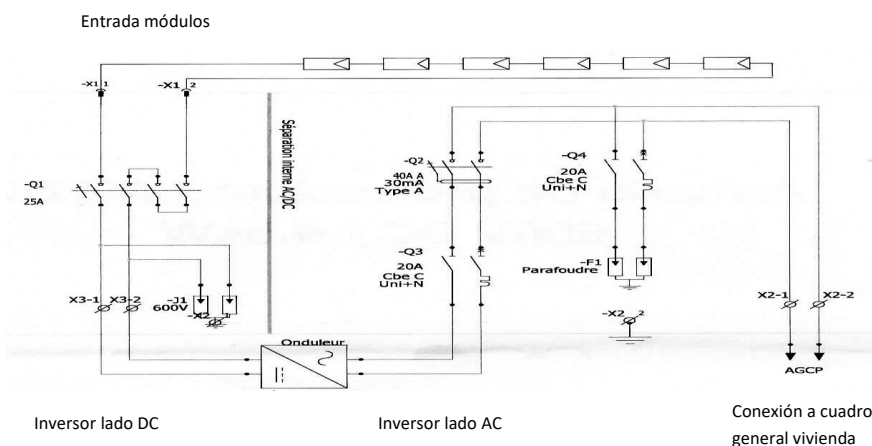 Entrada módulos
-X1 1
-X1 2
-Q1
25A
Séparation interne AC/DC
-Q2
40A A
30mA
Type A
-Q4
20A
Cbe C
Uni+N
-Q3
20A
Cbe C
Uni+N
-F1
Parafoudre
X3-1
X3-2
-J1
600V
-X2
-X2 2
X2-1
X2-2
Onduleur
AGCP
Inversor lado DC
Inversor lado AC
Conexión a cuadro
general vivienda